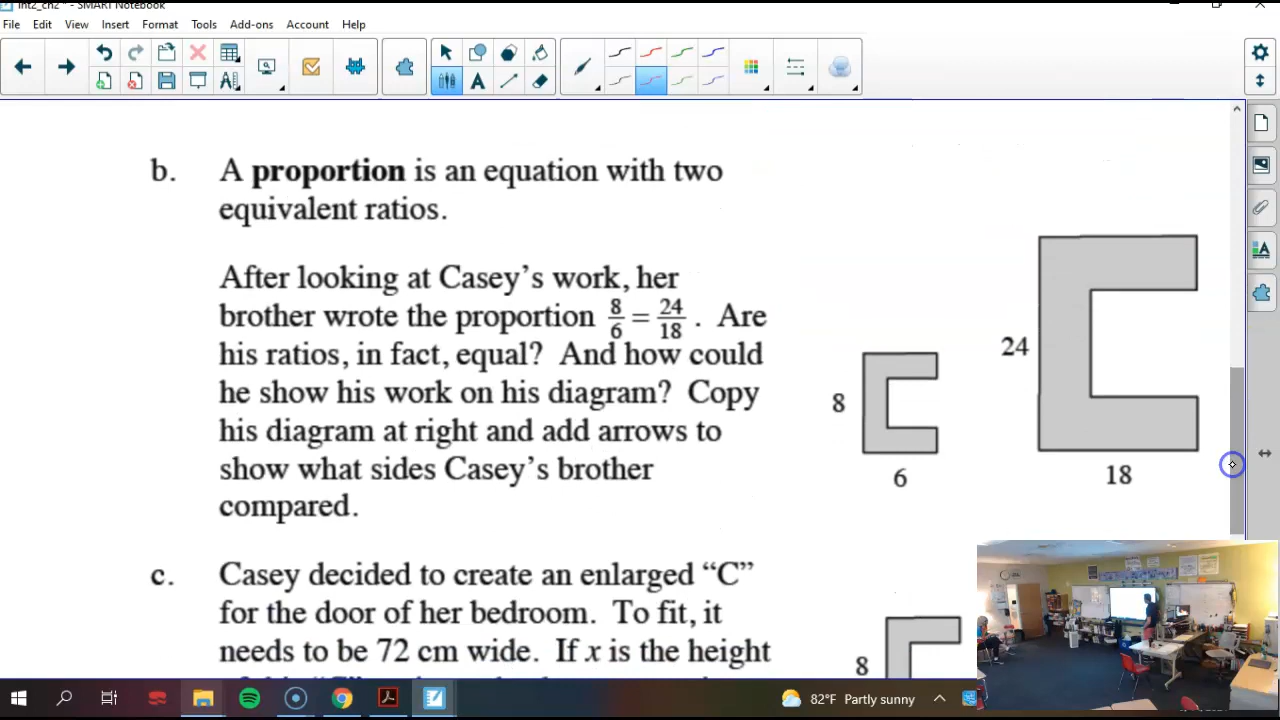 int2_ch2 * - SMART Notebook
File Edit View Insert Format Tools Add-ons Account Help
b. A proportion is an equation with two
equivalent ratios.
After looking at Casey's work, her
brother wrote the proportion 8/6 = 24/18 . Are
his ratios, in fact, equal? And how could
he show his work on his diagram? Copy
his diagram at right and add arrows to
show what sides Casey's brother
compared.
8
6
24
18
c. Casey decided to create an enlarged “C”
for the door of her bedroom. To fit, it
needs to be 72 cm wide. If x is the height
8
82°F Partly sunny